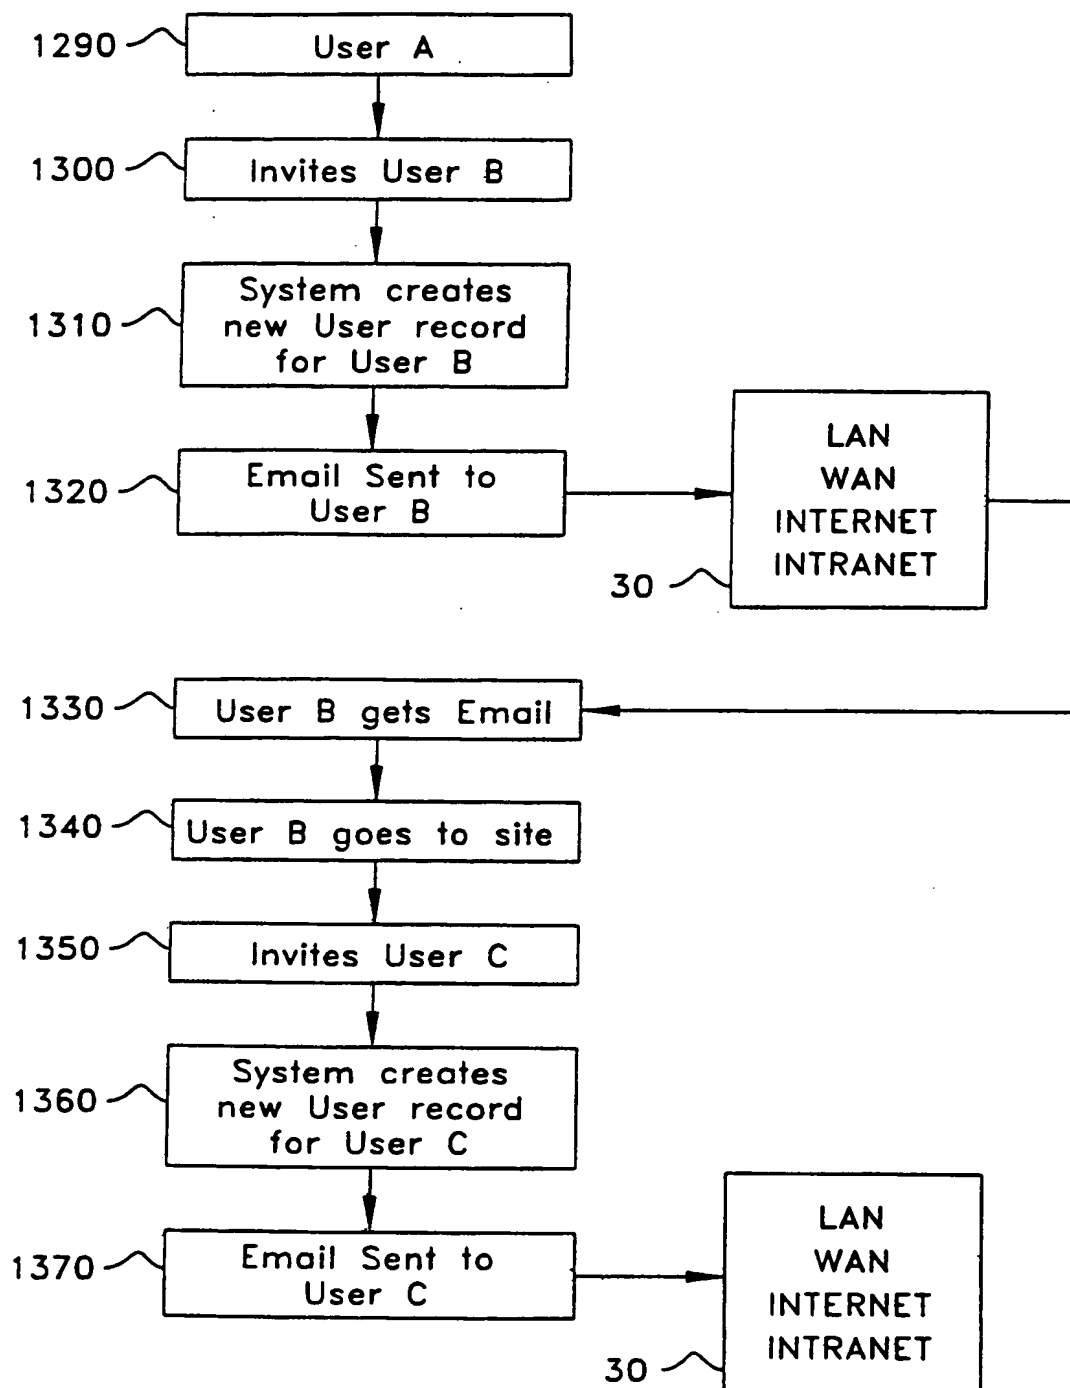 1290
User A
1300
Invites User B
1310
System creates
new User record
for User B
1320
Email Sent to
User B
LAN
WAN
INTERNET
INTRANET
30
1330
User B gets Email
1340
User B goes to site
1350
Invites User C
1360
System creates
new User record
for User C
1370
Email Sent to
User C
LAN
WAN
INTERNET
INTRANET
30